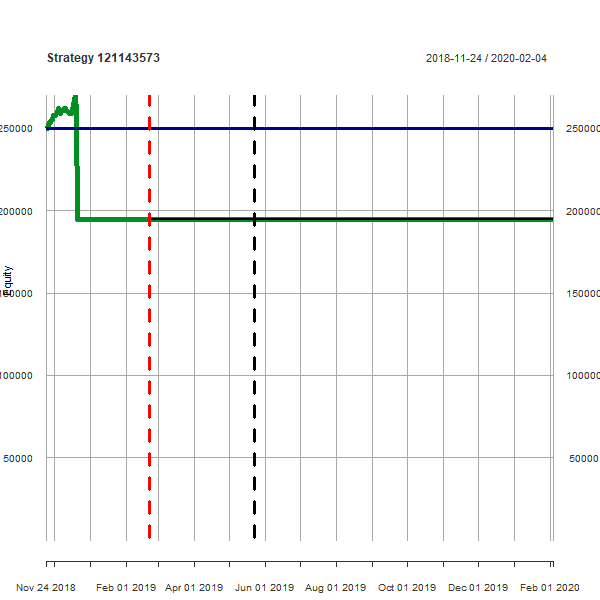 Strategy 121143573
2018-11-24 / 2020-02-04
250000 250000
200000 200000
150000 150000
100000 100000
50000 50000
Equity
Nov 24 2018 Feb 01 2019 Apr 01 2019 Jun 01 2019 Aug 01 2019 Oct 01 2019 Dec 01 2019 Feb 01 2020